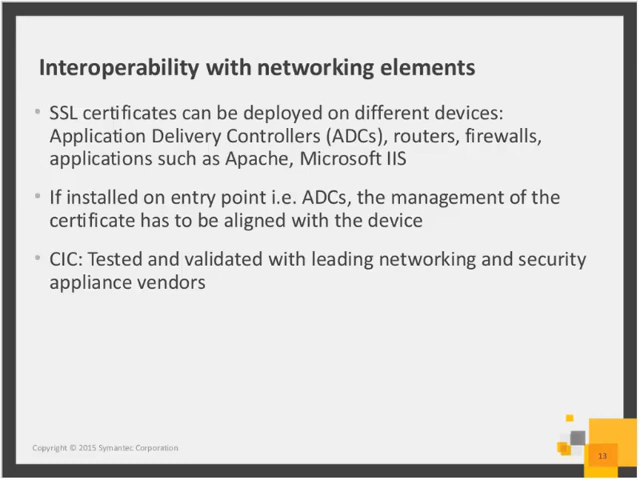 Interoperability with networking elements
• SSL certificates can be deployed on different devices:
Application Delivery Controllers (ADCs), routers, firewalls,
applications such as Apache, Microsoft IIS
• If installed on entry point i.e. ADCs, the management of the
certificate has to be aligned with the device
• CIC: Tested and validated with leading networking and security
appliance vendors
Copyright © 2015 Symantec Corporation
13